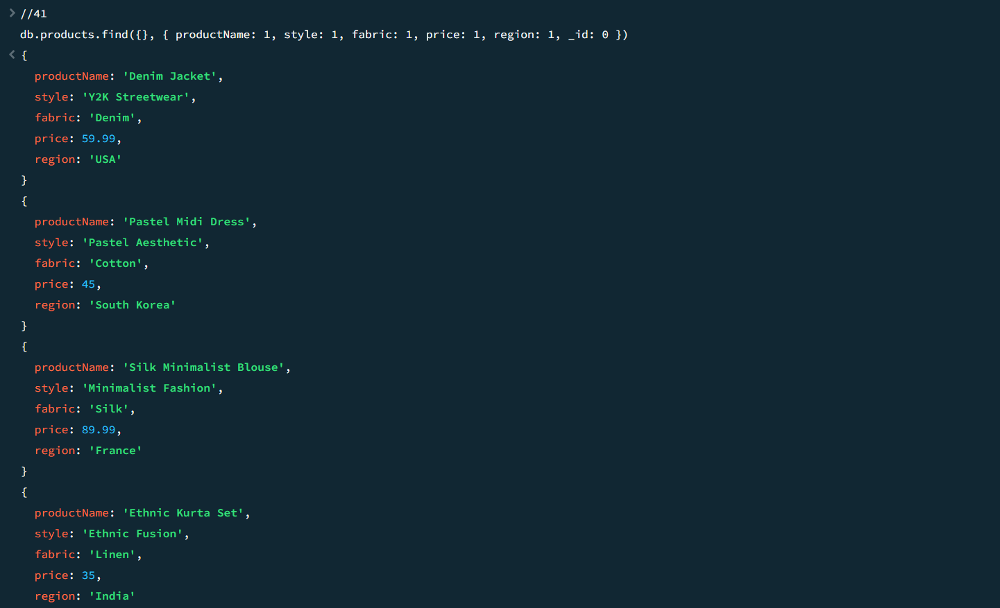 //41
db.products.find({}, { productName: 1, style: 1, fabric: 1, price: 1, region: 1, _id: 0 })
{
productName: 'Denim Jacket',
style: 'Y2K Streetwear',
fabric: 'Denim',
price: 59.99,
region: 'USA'
}
{
productName: 'Pastel Midi Dress',
style: 'Pastel Aesthetic',
fabric: 'Cotton',
price: 45,
region: 'South Korea'
}
{
productName: 'Silk Minimalist Blouse',
style: 'Minimalist Fashion',
fabric: 'Silk',
price: 89.99,
region: 'France'
}
{
productName: 'Ethnic Kurta Set',
style: 'Ethnic Fusion',
fabric: 'Linen',
price: 35,
region: 'India'